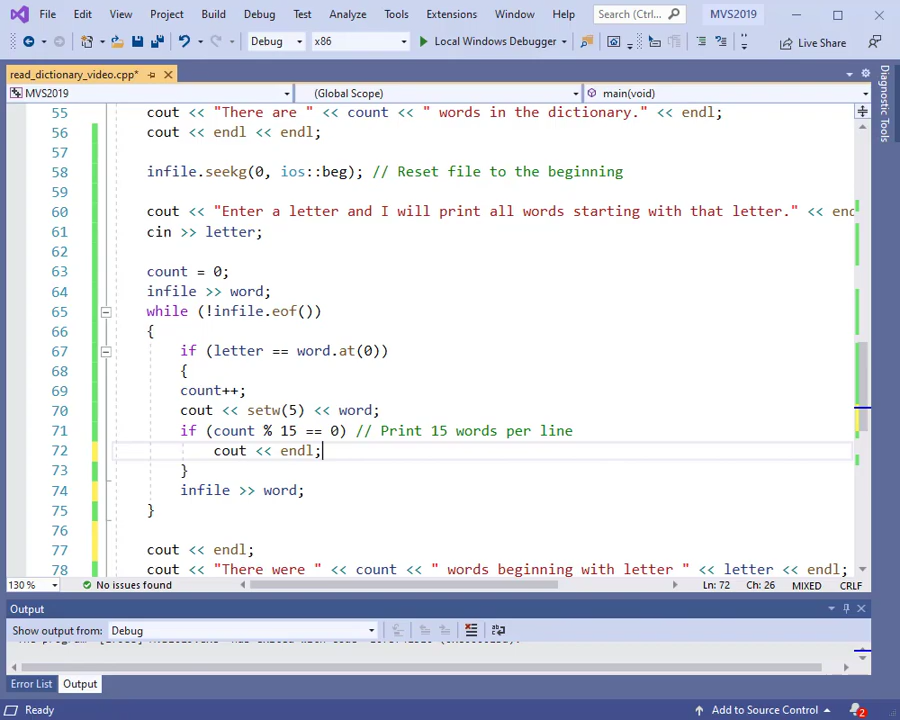 File Edit View Project Build Debug Test Analyze Tools Extensions Window Help Search (Ctrl... MVS2019
Debug x86 Local Windows Debugger Live Share
read_dictionary_video.cpp*
MVS2019 (Global Scope) main(void)
Diagnostic Tools
55 cout << "There are " << count << " words in the dictionary." << endl;
56 cout << endl << endl;
57
58 infile.seekg(0, ios::beg); // Reset file to the beginning
59
60 cout << "Enter a letter and I will print all words starting with that letter." << end
61 cin >> letter;
62
63 count = 0;
64 infile >> word;
65 while (!infile.eof())
66 {
67 if (letter == word.at(0))
68 {
69 count++;
70 cout << setw(5) << word;
71 if (count % 15 == 0) // Print 15 words per line
72 cout << endl;
73 }
74 infile >> word;
75 }
76
77 cout << endl;
78 cout << "There were " << count << " words beginning with letter " << letter << endl;
130 % No issues found Ln: 72 Ch: 26 MIXED CRLF
Output
Show output from: Debug
Error List Output
Ready Add to Source Control 2